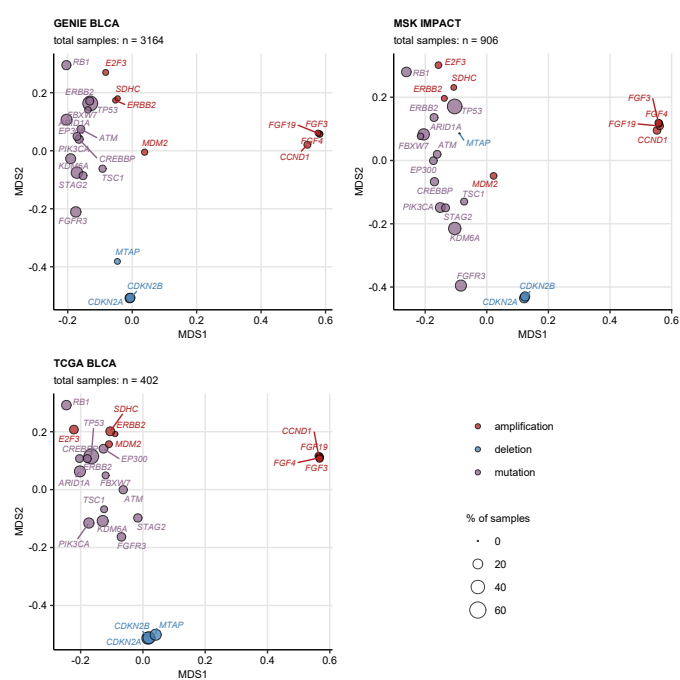 GENIE BLCA
total samples: n = 3164
RB1
E2F3
ERBB2
SDHC
ERBB2
TP53
FBXW7
ARID1A
EP300
ATM
PIK3CA
CREBBP
KDM6A
TSC1
STAG2
FGFR3
MDM2
FGF19
FGF3
FGF4
CCND1
MTAP
CDKN2B
CDKN2A
0.2
0.0
-0.2
-0.4
MDS2
-0.2
0.0
0.2
0.4
0.6
MDS1
MSK IMPACT
total samples: n = 906
E2F3
RB1
SDHC
ERBB2
TP53
ERBB2
ARID1A
FBXW7
ATM
MTAP
EP300
CREBBP
TSC1
MDM2
PIK3CA
STAG2
KDM6A
FGFR3
FGF3
FGF4
FGF19
CCND1
CDKN2B
CDKN2A
0.2
0.0
-0.2
-0.4
MDS2
-0.2
0.0
0.2
0.4
0.6
MDS1
TCGA BLCA
total samples: n = 402
RB1
SDHC
TP53
ERBB2
E2F3
MDM2
CREBBP
EP300
ERBB2
ARID1A
FBXW7
TSC1
ATM
STAG2
KDM6A
PIK3CA
FGFR3
CCND1
FGF19
FGF4
FGF3
CDKN2B
MTAP
CDKN2A
0.2
0.0
-0.2
-0.4
MDS2
-0.2
0.0
0.2
0.4
0.6
MDS1
amplification
deletion
mutation
% of samples
0
20
40
60